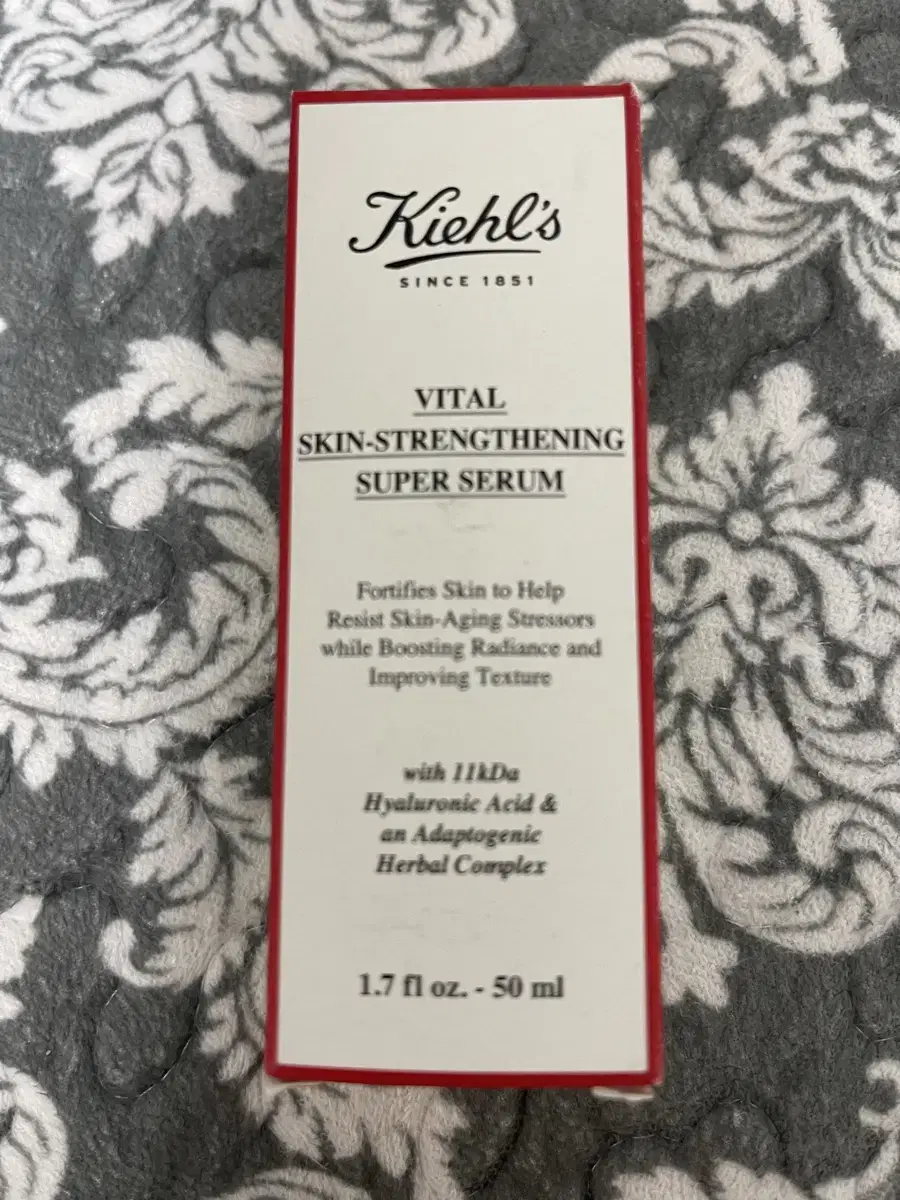 Kiehl's
SINCE 1851
VITAL
SKIN-STRENGTHENING
SUPER SERUM
Fortifies Skin to Help
Resist Skin-Aging Stressors
while Boosting Radiance and
Improving Texture
with 11kDa
Hyaluronic Acid &
an Adaptogenic
Herbal Complex
1.7 fl oz. - 50 ml